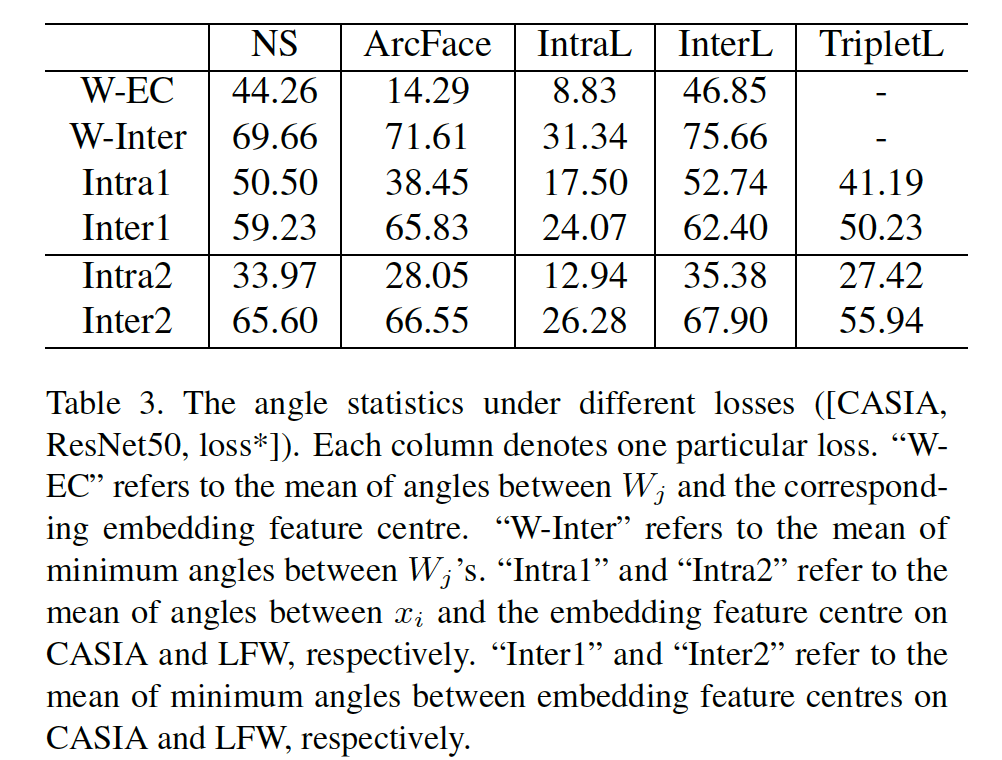 NS ArcFace IntraL InterL TripletL
W-EC 44.26 14.29 8.83 46.85 -
W-Inter 69.66 71.61 31.34 75.66 -
Intra1 50.50 38.45 17.50 52.74 41.19
Inter1 59.23 65.83 24.07 62.40 50.23
Intra2 33.97 28.05 12.94 35.38 27.42
Inter2 65.60 66.55 26.28 67.90 55.94
Table 3. The angle statistics under different losses ([CASIA,
ResNet50, loss*]). Each column denotes one particular loss. “W-
EC” refers to the mean of angles between W_j and the correspond-
ing embedding feature centre. “W-Inter” refers to the mean of
minimum angles between W_j’s. “Intra1” and “Intra2” refer to the
mean of angles between x_i and the embedding feature centre on
CASIA and LFW, respectively. “Inter1” and “Inter2” refer to the
mean of minimum angles between embedding feature centres on
CASIA and LFW, respectively.